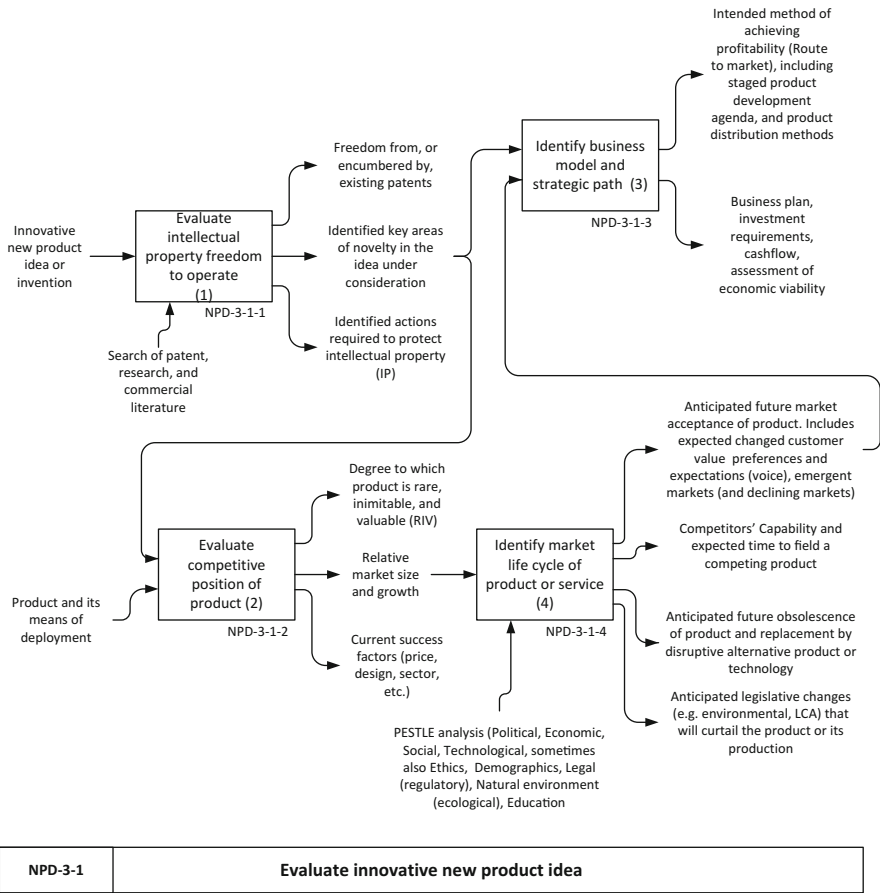 Innovative
new product
idea or
invention
Evaluate
intellectual
property freedom
to operate
(1)
NPD-3-1-1
Search of patent,
research, and
commercial
literature
Freedom from, or
encumbered by,
existing patents
Identified key areas
of novelty in the
idea under
consideration
Identified actions
required to protect
intellectual property
(IP)
Identify business
model and
strategic path (3)
NPD-3-1-3
Intended method of
achieving
profitability (Route
to market), including
staged product
development
agenda, and product
distribution methods
Business plan,
investment
requirements,
cashflow,
assessment of
economic viability
Product and its
means of
deployment
Evaluate
competitive
position of
product (2)
NPD-3-1-2
Degree to which
product is rare,
inimitable, and
valuable (RIV)
Relative
market size
and growth
Current success
factors (price,
design, sector,
etc.)
Identify market
life cycle of
product or service
(4)
NPD-3-1-4
PESTLE analysis (Political, Economic,
Social, Technological, sometimes
also Ethics, Demographics, Legal
(regulatory), Natural environment
(ecological), Education
Anticipated future market
acceptance of product. Includes
expected changed customer
value preferences and
expectations (voice), emergent
markets (and declining markets)
Competitors’ Capability and
expected time to field a
competing product
Anticipated future obsolescence
of product and replacement by
disruptive alternative product or
technology
Anticipated legislative changes
(e.g. environmental, LCA) that
will curtail the product or its
production
NPD-3-1
Evaluate innovative new product idea